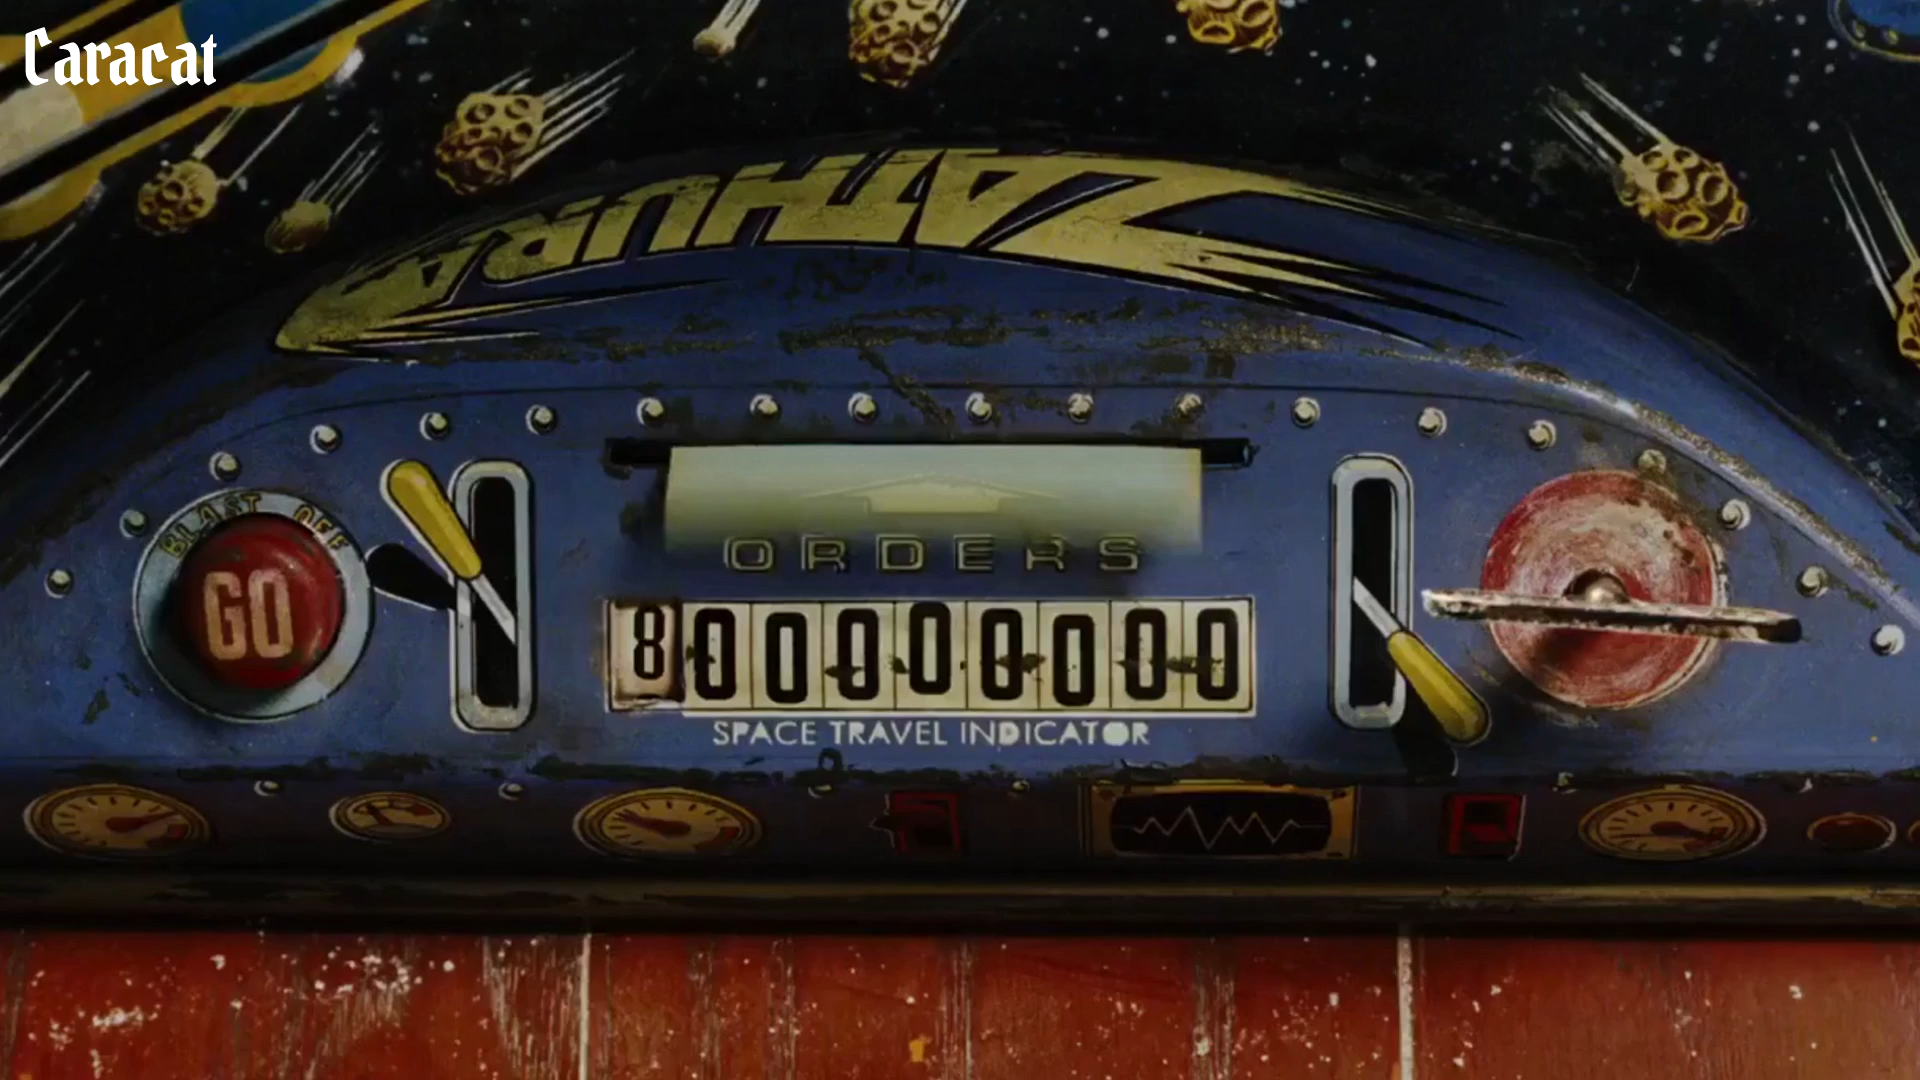 Caracat
ZATHURA
BLAST OFF
GO
ORDERS
800000000
SPACE TRAVEL INDICATOR